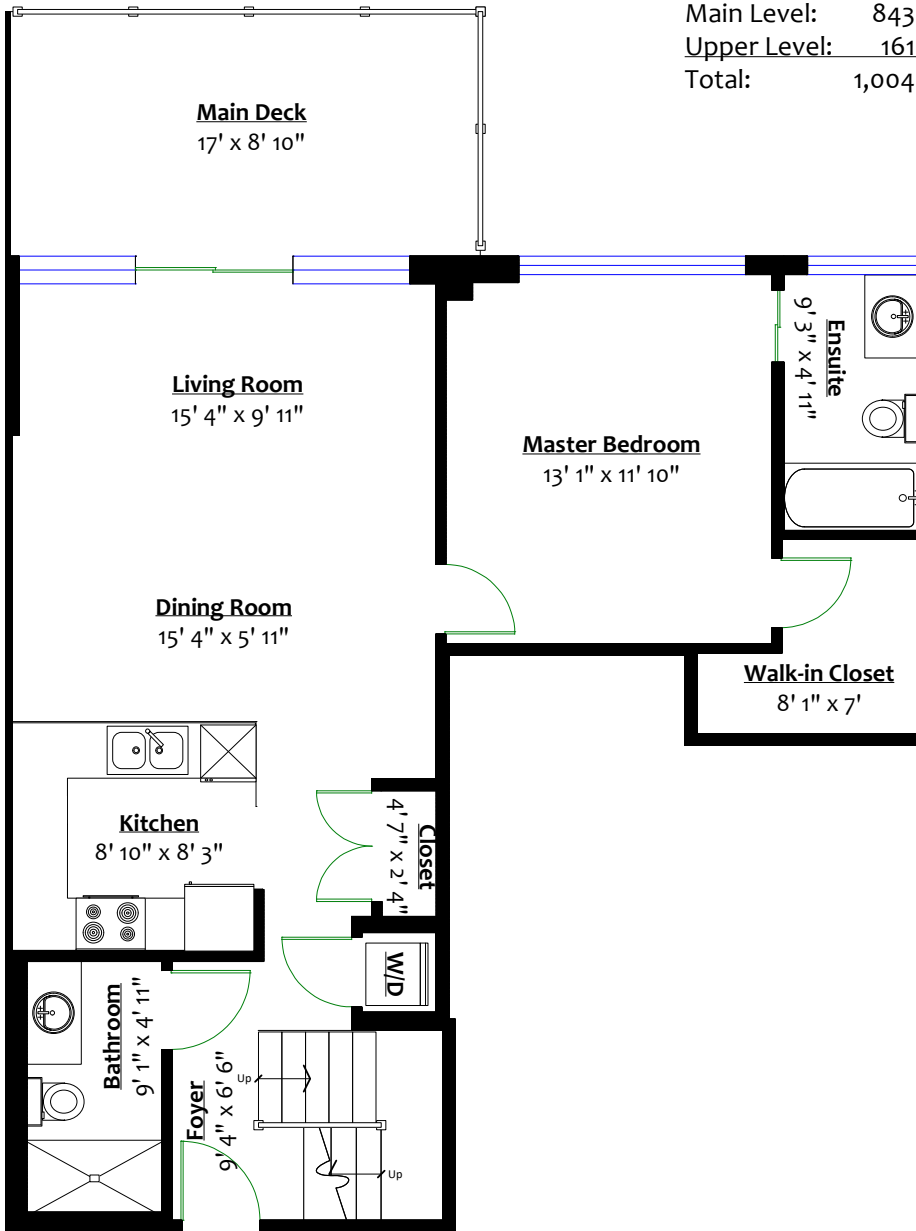 Main Level: 843
Upper Level: 161
Total: 1,004
Main Deck
17' x 8' 10"
Living Room
15' 4" x 9' 11"
Ensuite
9' 3" x 4' 11"
Master Bedroom
13' 1" x 11' 10"
Dining Room
15' 4" x 5' 11"
Walk-in Closet
8' 1" x 7'
Kitchen
8' 10" x 8' 3"
Closet
4' 7" x 2' 4"
W/D
Bathroom
9' 1" x 4' 11"
Foyer
9' 4" x 6' 6"
Up
Up